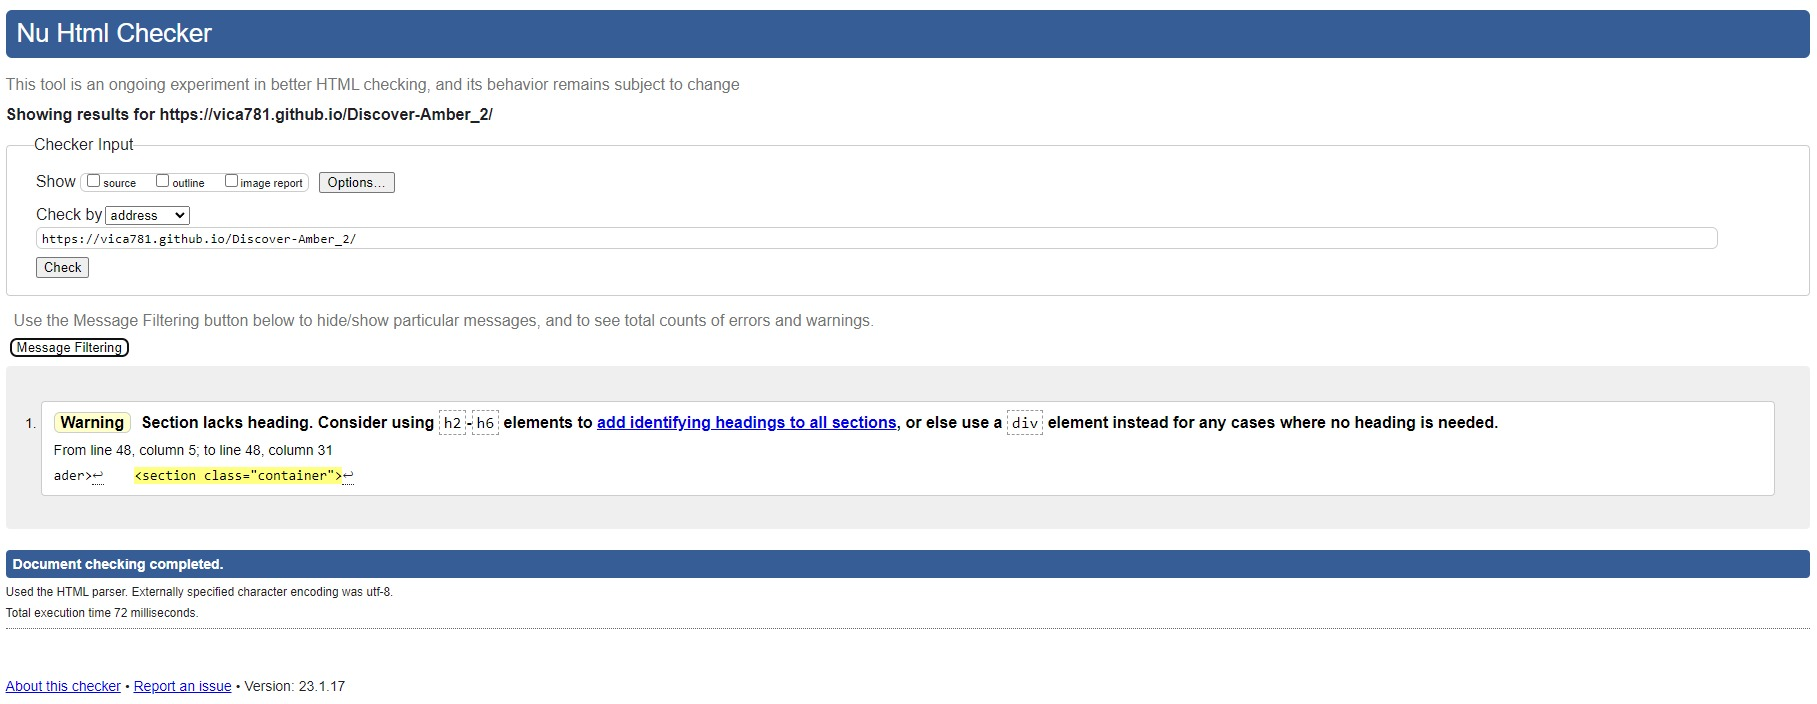 Nu Html Checker
This tool is an ongoing experiment in better HTML checking, and its behavior remains subject to change
Showing results for https://vica781.github.io/Discover-Amber_2/
Checker Input
Show source outline image report Options...
Check by address
https://vica781.github.io/Discover-Amber_2/
Check
Use the Message Filtering button below to hide/show particular messages, and to see total counts of errors and warnings.
Message Filtering
1. Warning Section lacks heading. Consider using h2-h6 elements to add identifying headings to all sections, or else use a div element instead for any cases where no heading is needed.
From line 48, column 5; to line 48, column 31
ader>↩ <section class="container">↩
Document checking completed.
Used the HTML parser. Externally specified character encoding was utf-8.
Total execution time 72 milliseconds.
About this checker • Report an issue • Version: 23.1.17